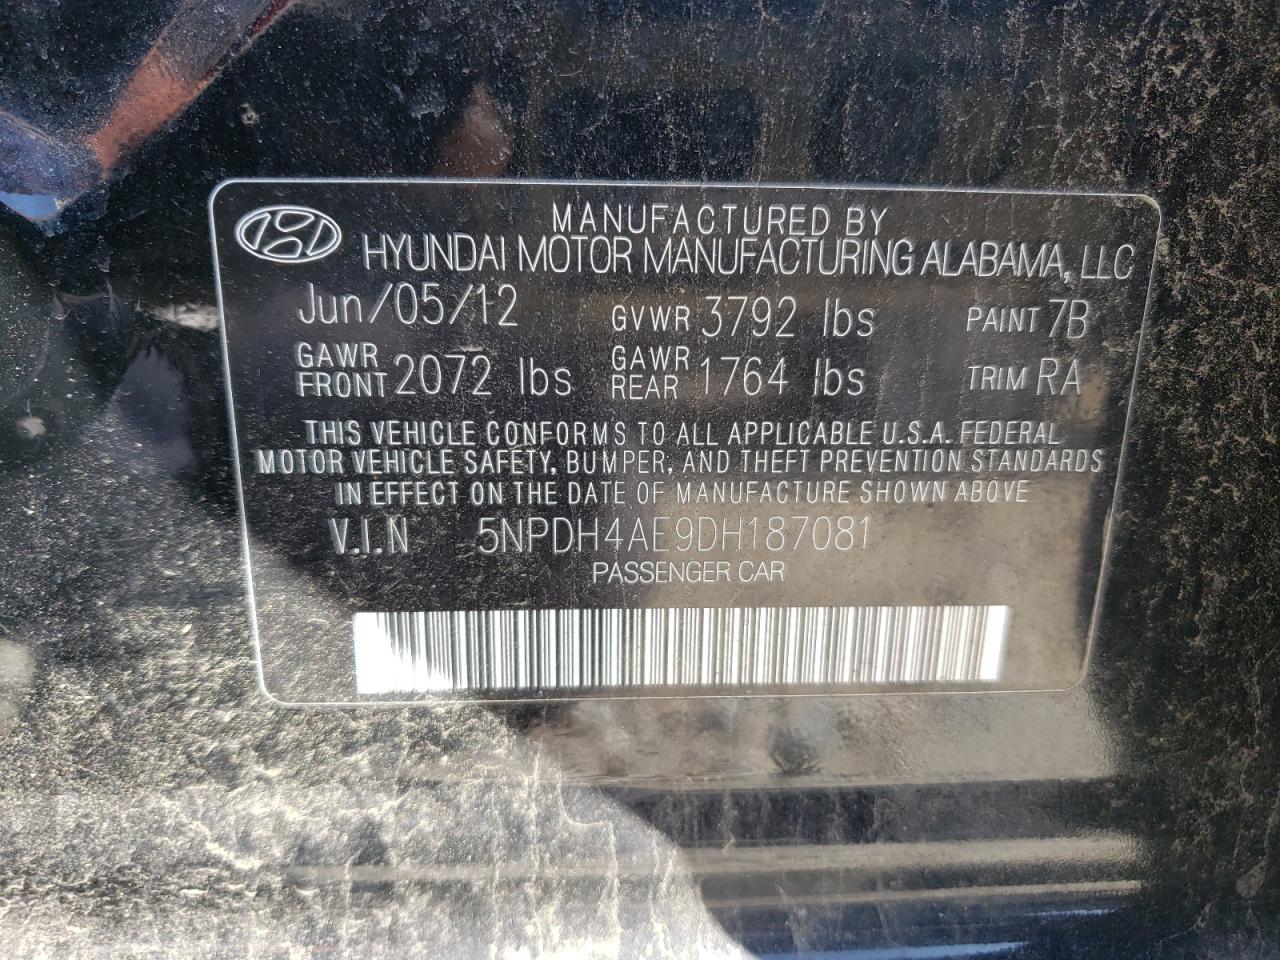 MANUFACTURED BY
HYUNDAI MOTOR MANUFACTURING ALABAMA, LLC
Jun/05/12 GVWR 3792 lbs PAINT 7B
GAWR FRONT 2072 lbs GAWR REAR 1764 lbs TRIM RA
THIS VEHICLE CONFORMS TO ALL APPLICABLE U.S.A. FEDERAL
MOTOR VEHICLE SAFETY, BUMPER, AND THEFT PREVENTION STANDARDS
IN EFFECT ON THE DATE OF MANUFACTURE SHOWN ABOVE
V.I.N 5NPDH4AE9DH187081
PASSENGER CAR